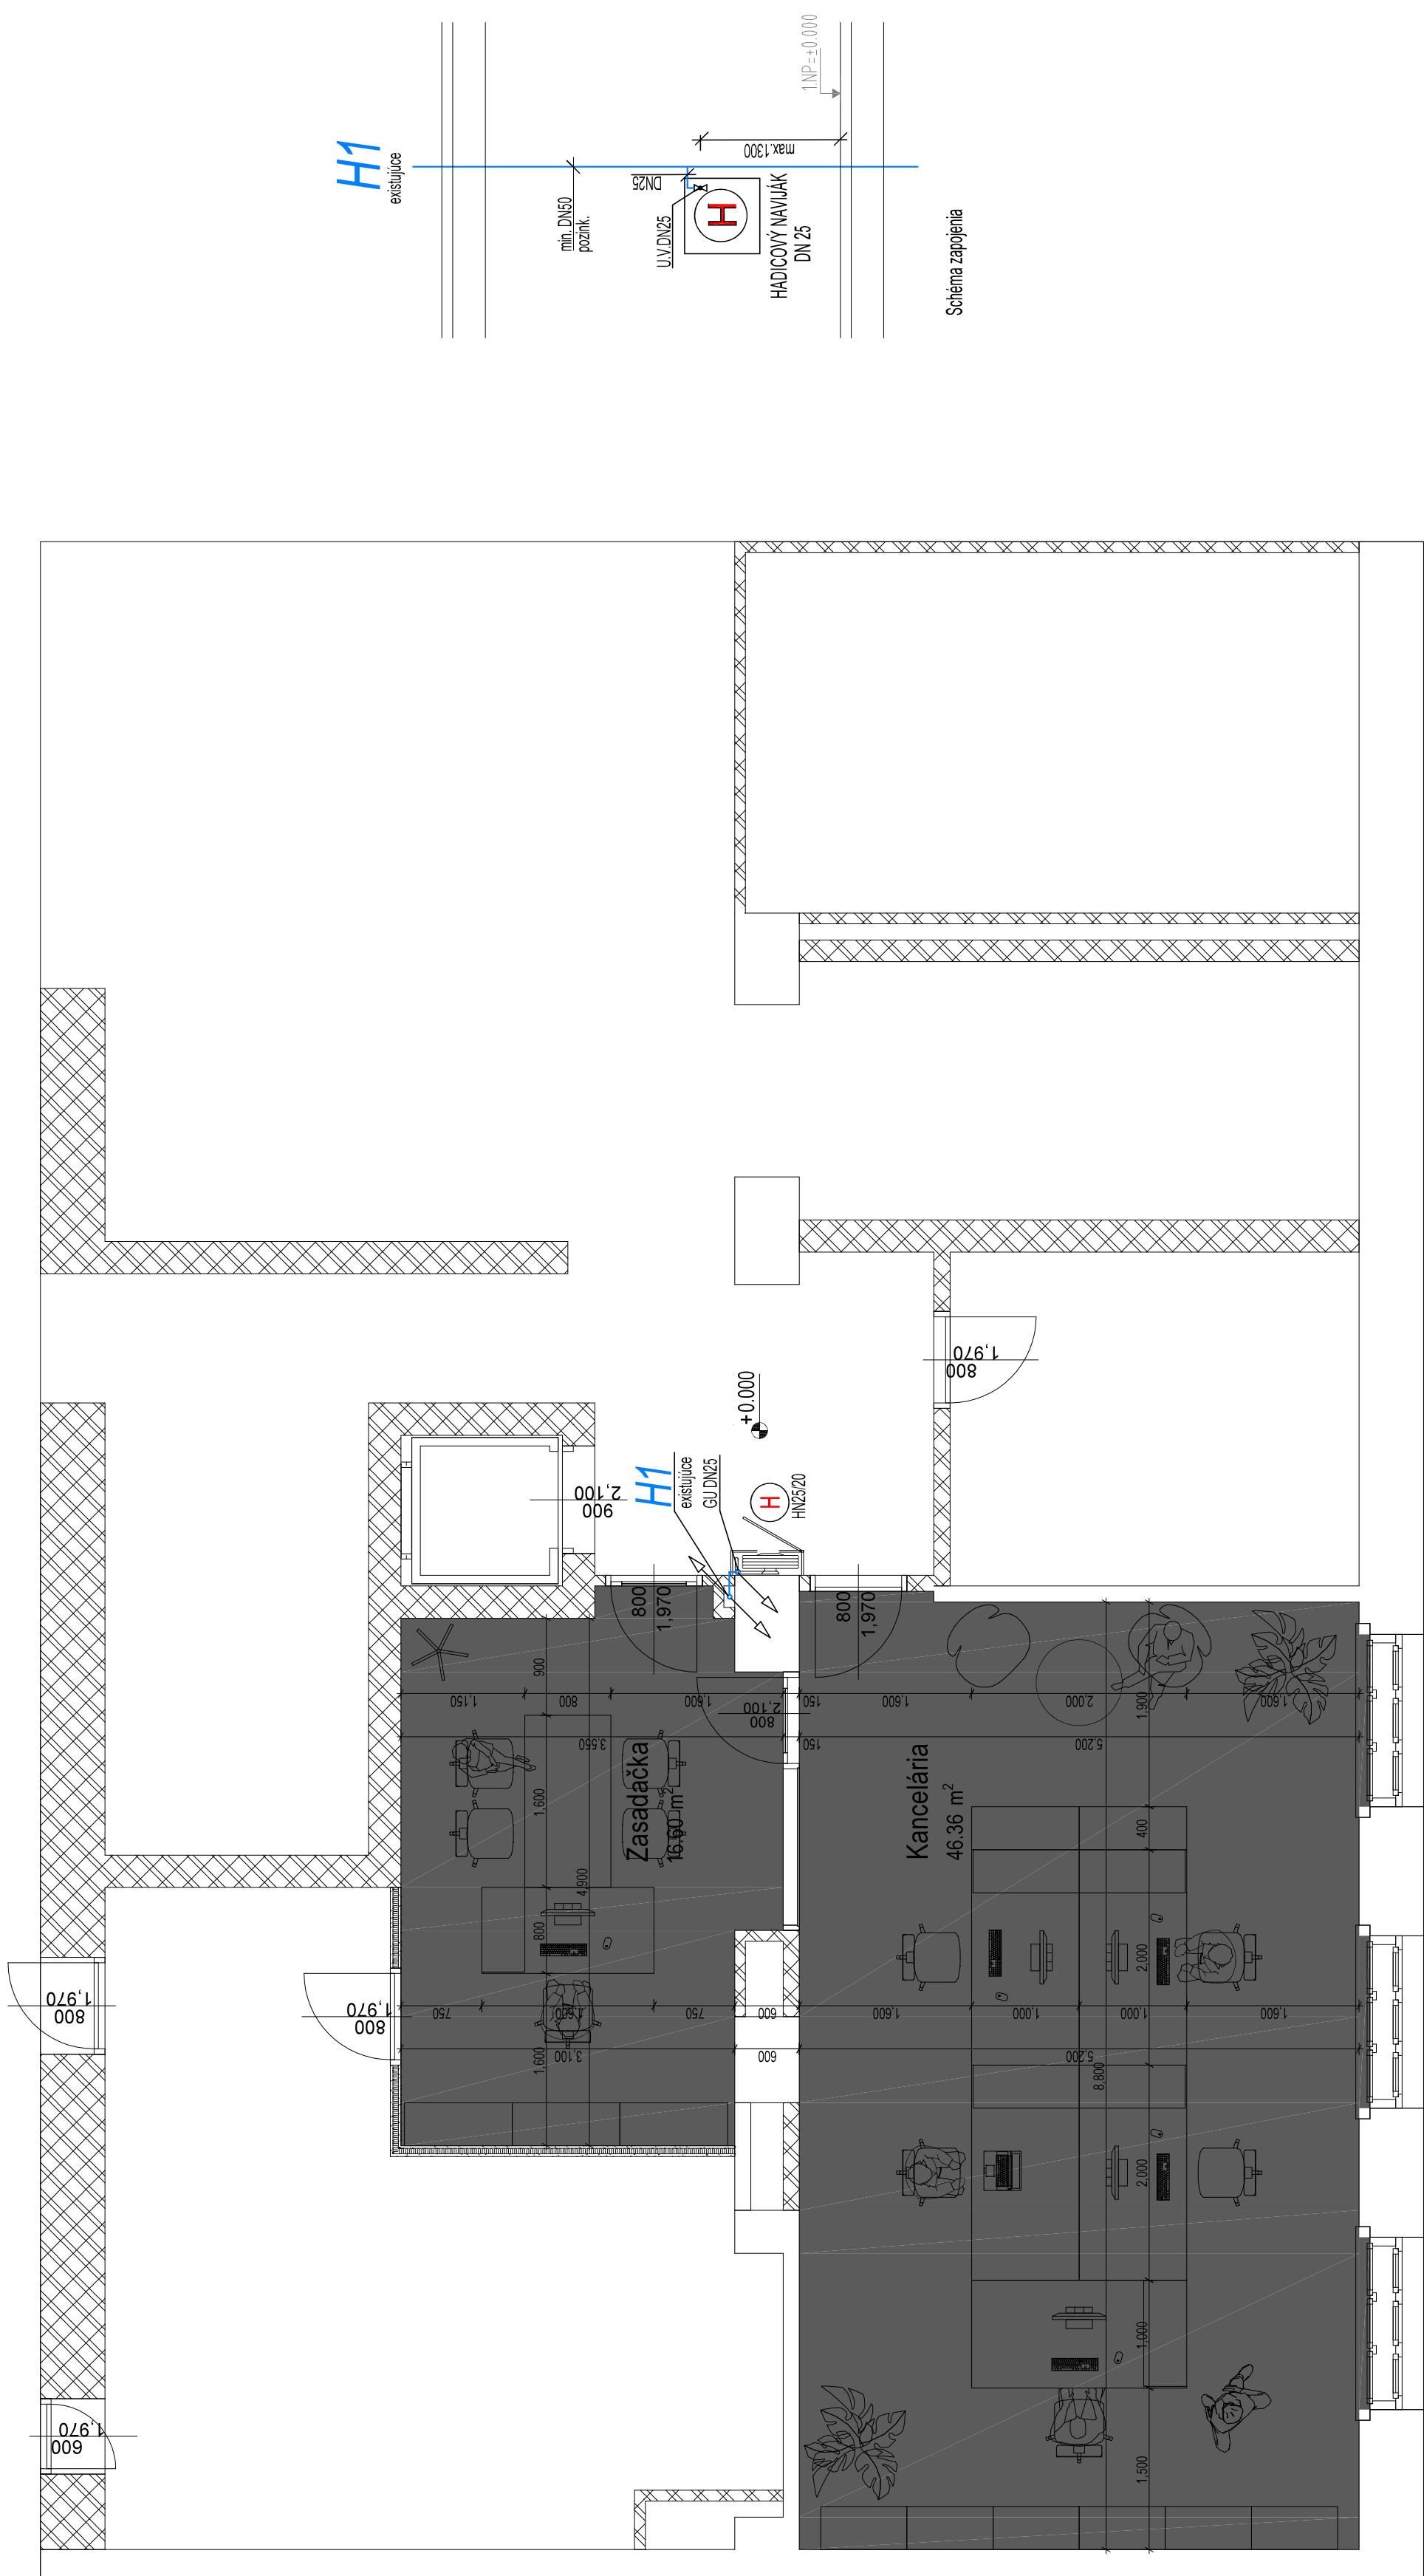 H1
existujúce
min. DN50
pozink.
DN25
U.V.DN25
H
HADICOVÝ NAVIJÁK
DN 25
max.1300
1.NP=±0.000
Schéma zapojenia
800
1,970
+0.000
H1
existujúce
GU DN25
H
HN25/20
900
2,100
800
1,970
800
1,970
900
1,150
800
1,600
800
2,100
150
1,600
2,000
1,900
1,600
3,550
150
5,200
Zasadačka
16.60 m2
Kancelária
46.36 m2
1,600
400
4,900
800
2,000
800
1,970
800
1,970
750
1,600
750
600
1,600
1,000
1,000
1,600
1,600
3,100
600
5,200
8,800
2,000
1,000
600
1,970
1,500